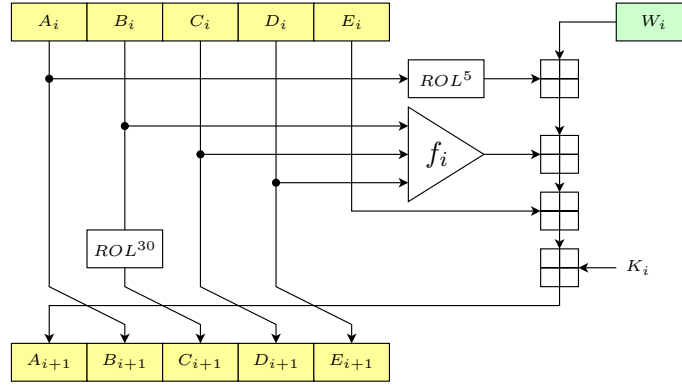 A_i B_i C_i D_i E_i W_i
ROL^5
f_i
ROL^30
K_i
A_{i+1} B_{i+1} C_{i+1} D_{i+1} E_{i+1}